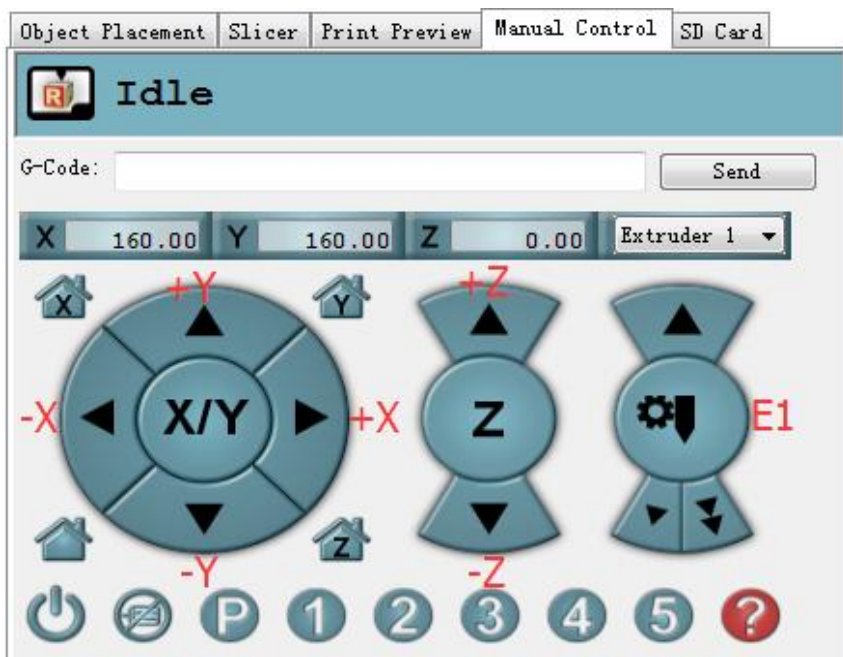 Object Placement Slicer Print Preview Manual Control SD Card
R Idle
G-Code: Send
X 160.00 Y 160.00 Z 0.00 Extruder 1
X +Y Y +Z
-X X/Y +X Z E1
Z
-Y -Z
P 1 2 3 4 5 ?